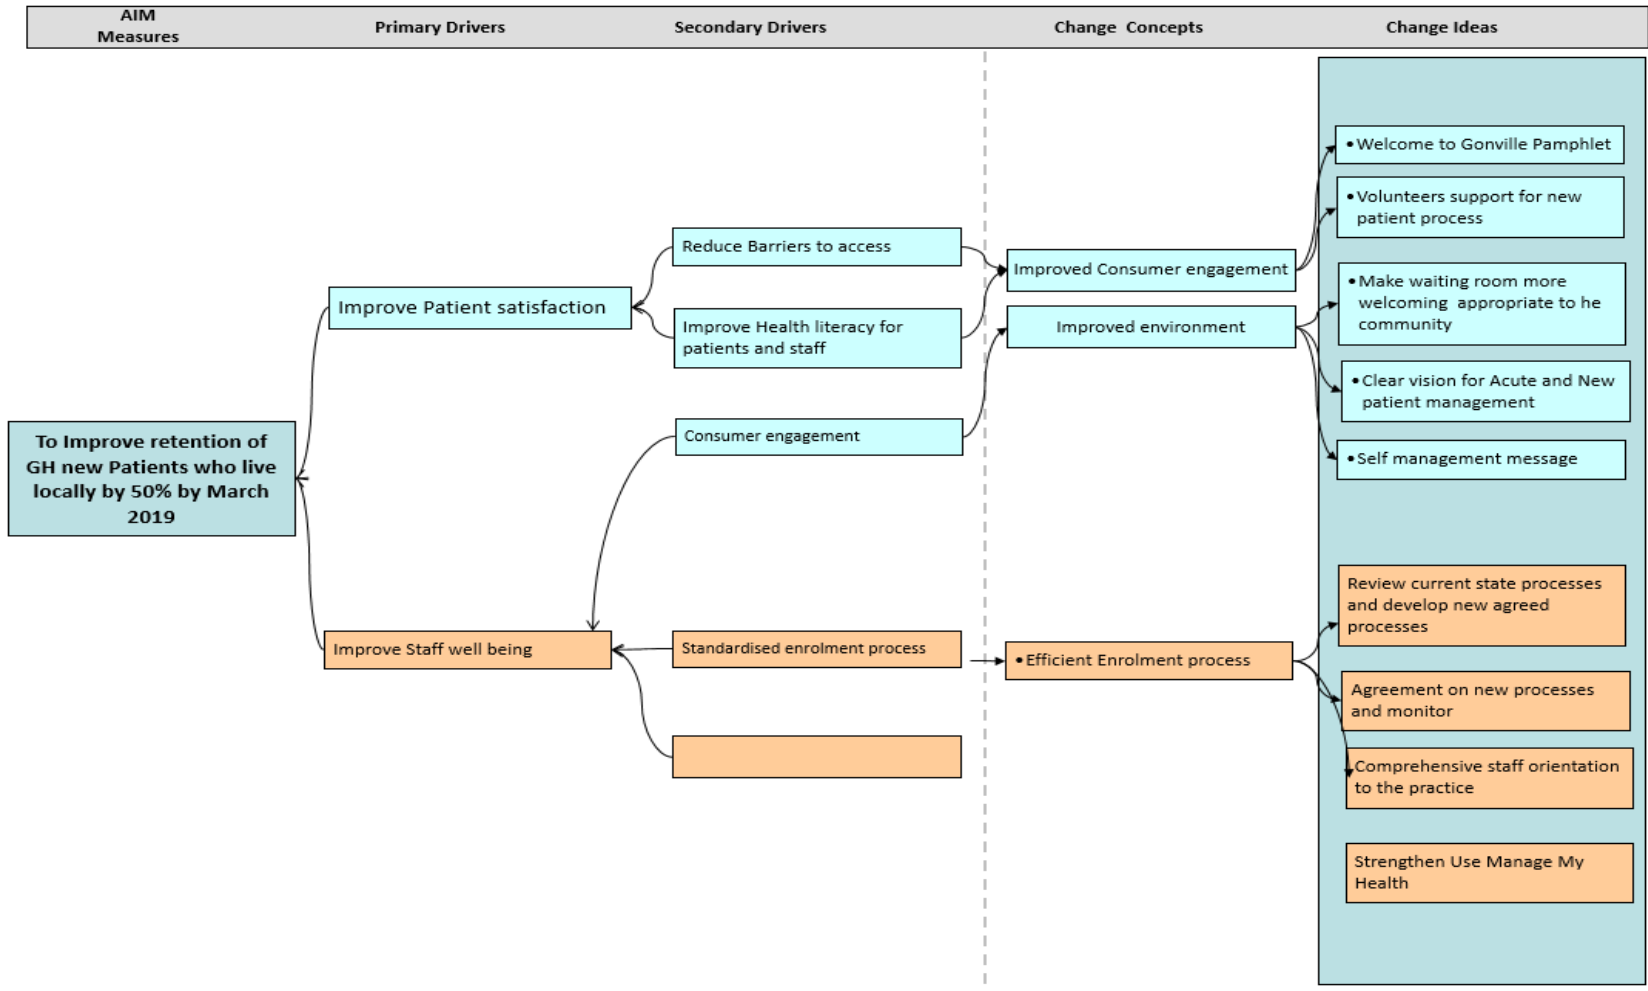 AIM
Measures
Primary Drivers
Secondary Drivers
Change Concepts
Change Ideas
To Improve retention of
GH new Patients who live
locally by 50% by March
2019
Improve Patient satisfaction
Improve Staff well being
Reduce Barriers to access
Improve Health literacy for
patients and staff
Consumer engagement
Standardised enrolment process
Improved Consumer engagement
Improved environment
•Efficient Enrolment process
•Welcome to Gonville Pamphlet
•Volunteers support for new
patient process
•Make waiting room more
welcoming appropriate to he
community
•Clear vision for Acute and New
patient management
•Self management message
Review current state processes
and develop new agreed
processes
Agreement on new processes
and monitor
Comprehensive staff orientation
to the practice
Strengthen Use Manage My
Health